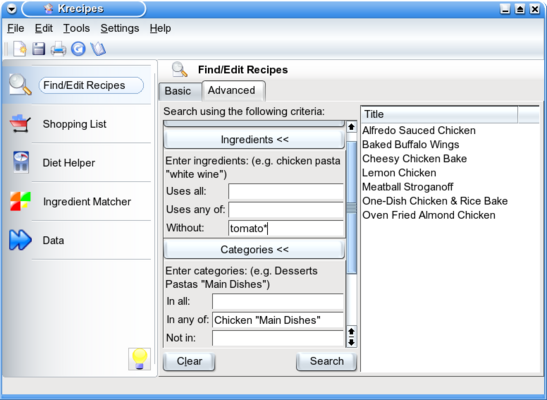 Krecipes
File Edit Tools Settings Help
Find/Edit Recipes
Shopping List
Diet Helper
Ingredient Matcher
Data
Find/Edit Recipes
Basic Advanced
Search using the following criteria:
Ingredients <<
Enter ingredients: (e.g. chicken pasta
"white wine")
Uses all:
Uses any of:
Without: tomato*
Categories <<
Enter categories: (e.g. Desserts
Pastas "Main Dishes")
In all:
In any of: Chicken "Main Dishes"
Not in:
Clear Search
Title
Alfredo Sauced Chicken
Baked Buffalo Wings
Cheesy Chicken Bake
Lemon Chicken
Meatball Stroganoff
One-Dish Chicken & Rice Bake
Oven Fried Almond Chicken